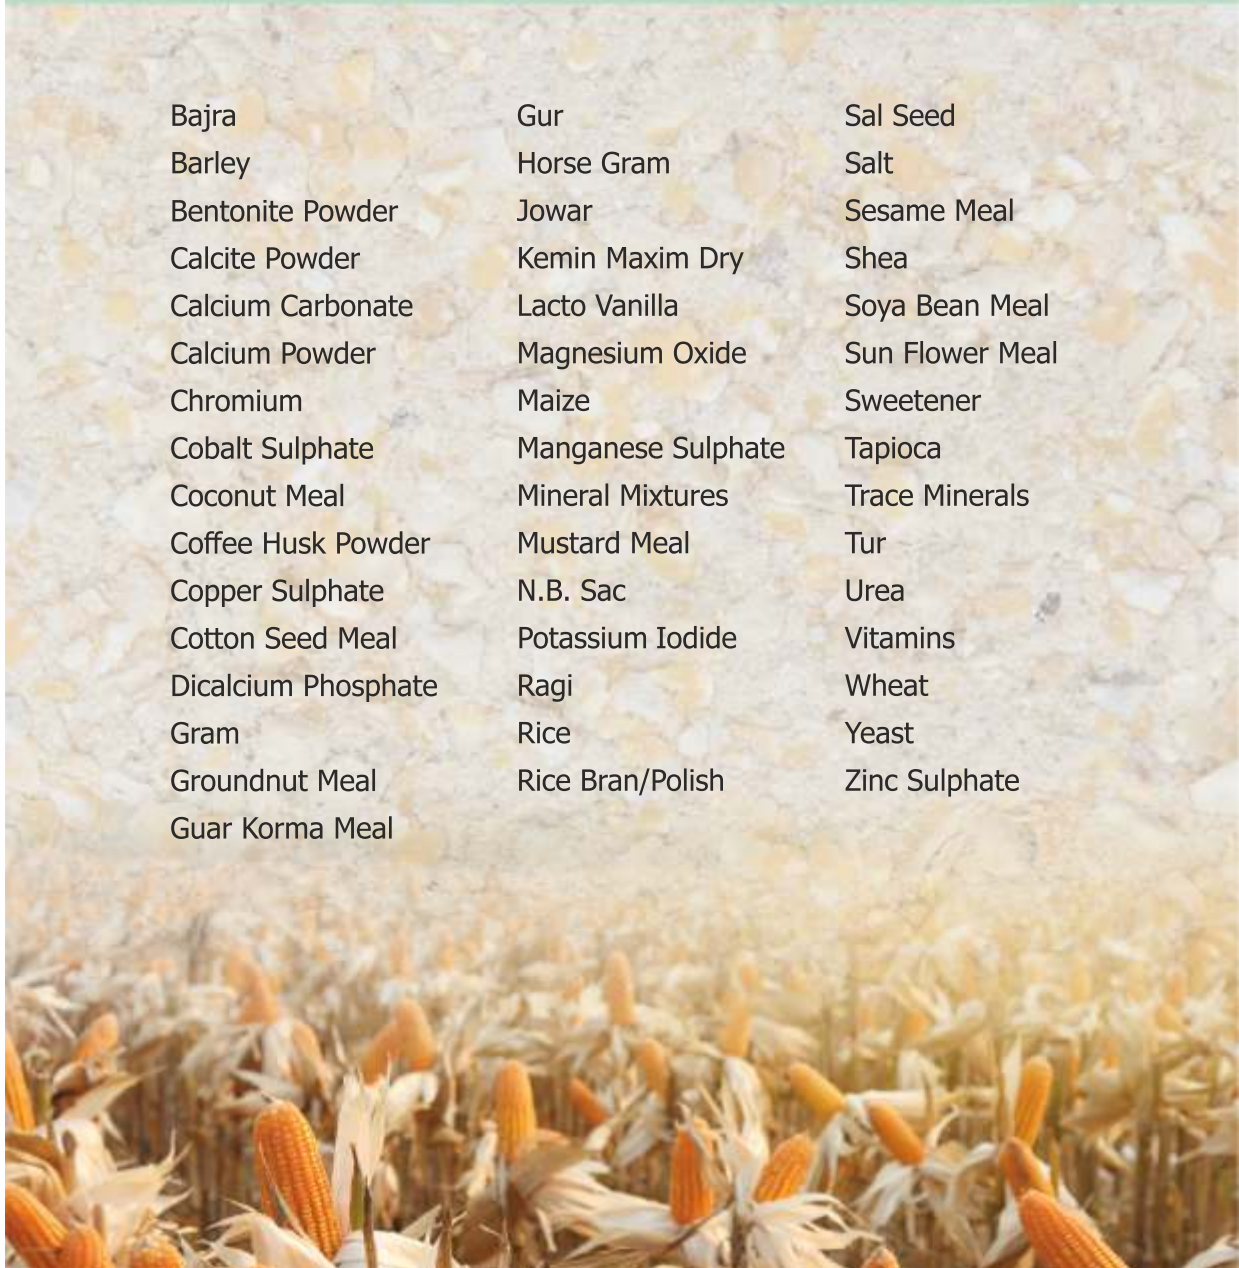 Bajra
Barley
Bentonite Powder
Calcite Powder
Calcium Carbonate
Calcium Powder
Chromium
Cobalt Sulphate
Coconut Meal
Coffee Husk Powder
Copper Sulphate
Cotton Seed Meal
Dicalcium Phosphate
Gram
Groundnut Meal
Guar Korma Meal
Gur
Horse Gram
Jowar
Kemin Maxim Dry
Lacto Vanilla
Magnesium Oxide
Maize
Manganese Sulphate
Mineral Mixtures
Mustard Meal
N.B. Sac
Potassium Iodide
Ragi
Rice
Rice Bran/Polish
Sal Seed
Salt
Sesame Meal
Shea
Soya Bean Meal
Sun Flower Meal
Sweetener
Tapioca
Trace Minerals
Tur
Urea
Vitamins
Wheat
Yeast
Zinc Sulphate